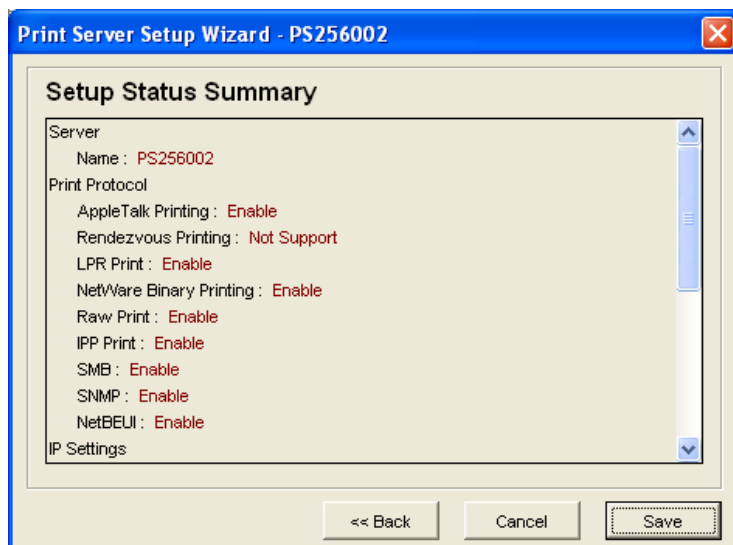 Print Server Setup Wizard - PS256002
Setup Status Summary
Server
Name : PS256002
Print Protocol
AppleTalk Printing : Enable
Rendezvous Printing : Not Support
LPR Print : Enable
NetWare Binary Printing : Enable
Raw Print : Enable
IPP Print : Enable
SMB : Enable
SNMP : Enable
NetBEUI : Enable
IP Settings
<< Back Cancel Save